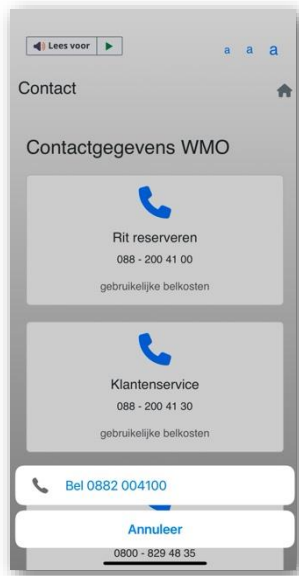 Lees voor
a a a
Contact
Contactgegevens WMO
Rit reserveren
088 - 200 41 00
gebruikelijke belkosten
Klantenservice
088 - 200 41 30
gebruikelijke belkosten
Bel 0882 004100
Annuleer
0800 - 829 48 35